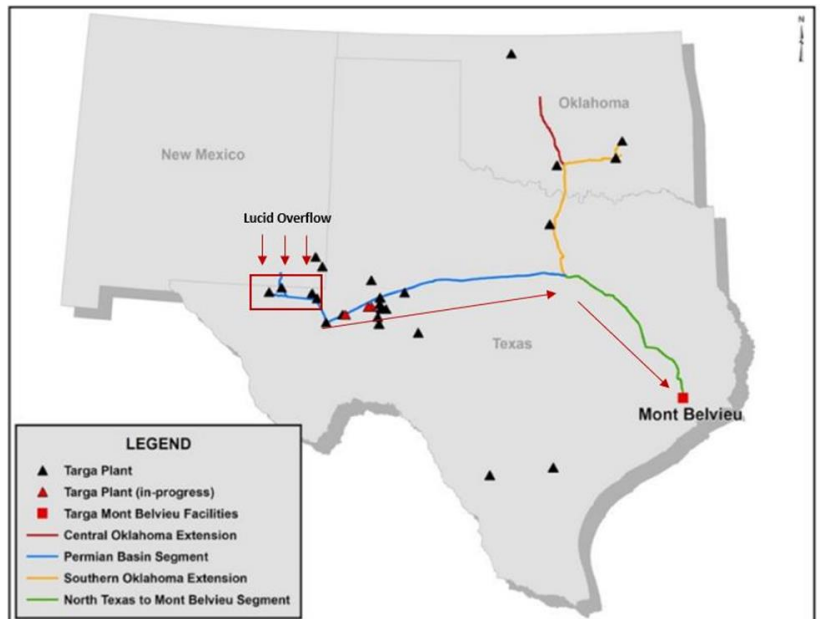 N
Oklahoma
New Mexico
Lucid Overflow
Texas
Mont Belvieu
LEGEND
Targa Plant
Targa Plant (in-progress)
Targa Mont Belvieu Facilities
Central Oklahoma Extension
Permian Basin Segment
Southern Oklahoma Extension
North Texas to Mont Belvieu Segment